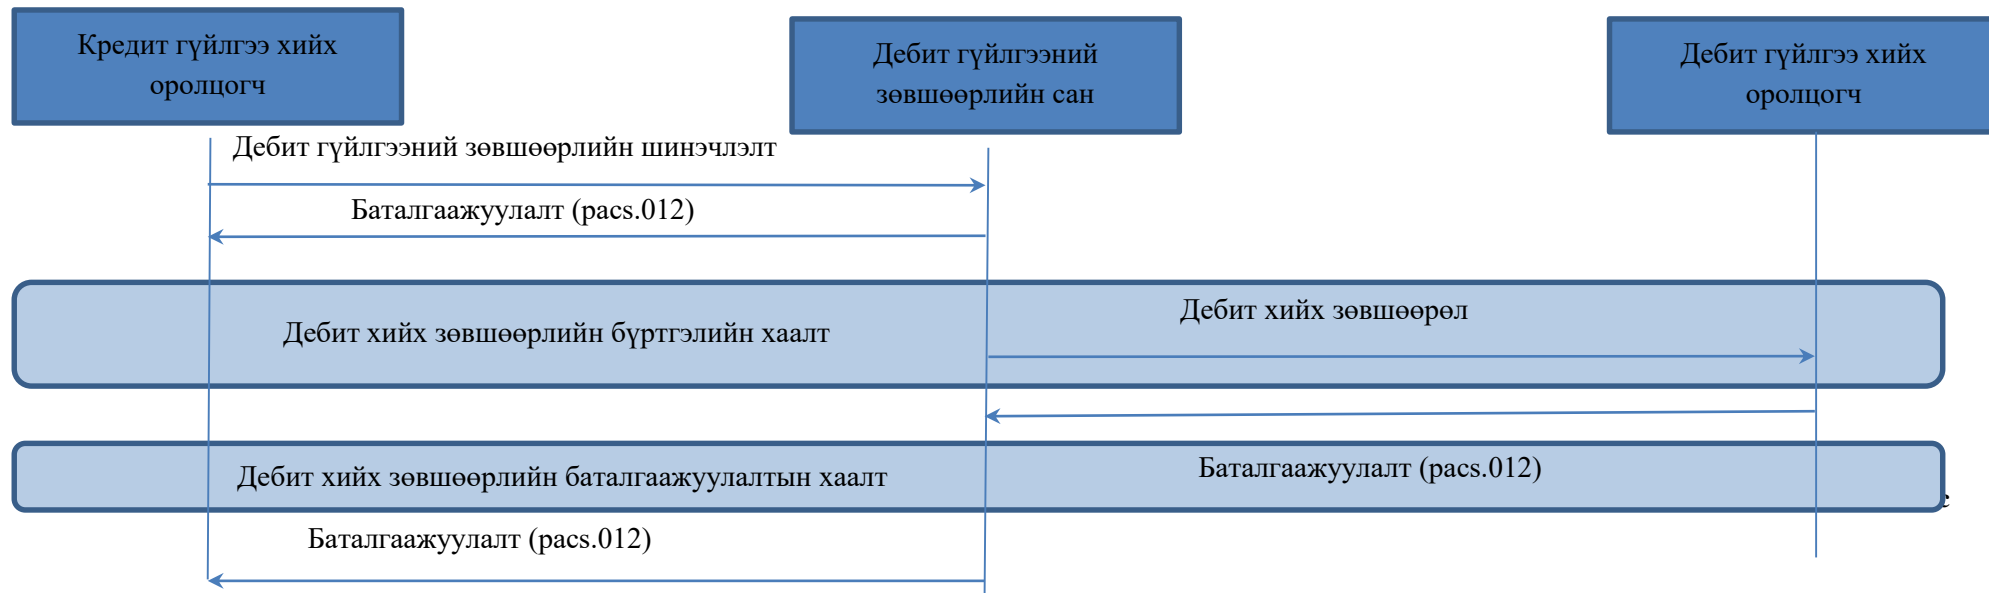 Кредит гүйлгээ хийх
оролцогч
Дебит гүйлгээний
зөвшөөрлийн сан
Дебит гүйлгээ хийх
оролцогч
Дебит гүйлгээний зөвшөөрлийн шинэчлэлт
Баталгаажуулалт (pacs.012)
Дебит хийх зөвшөөрөл
Дебит хийх зөвшөөрлийн бүртгэлийн хаалт
Баталгаажуулалт (pacs.012)
Дебит хийх зөвшөөрлийн баталгаажуулалтын хаалт
Баталгаажуулалт (pacs.012)